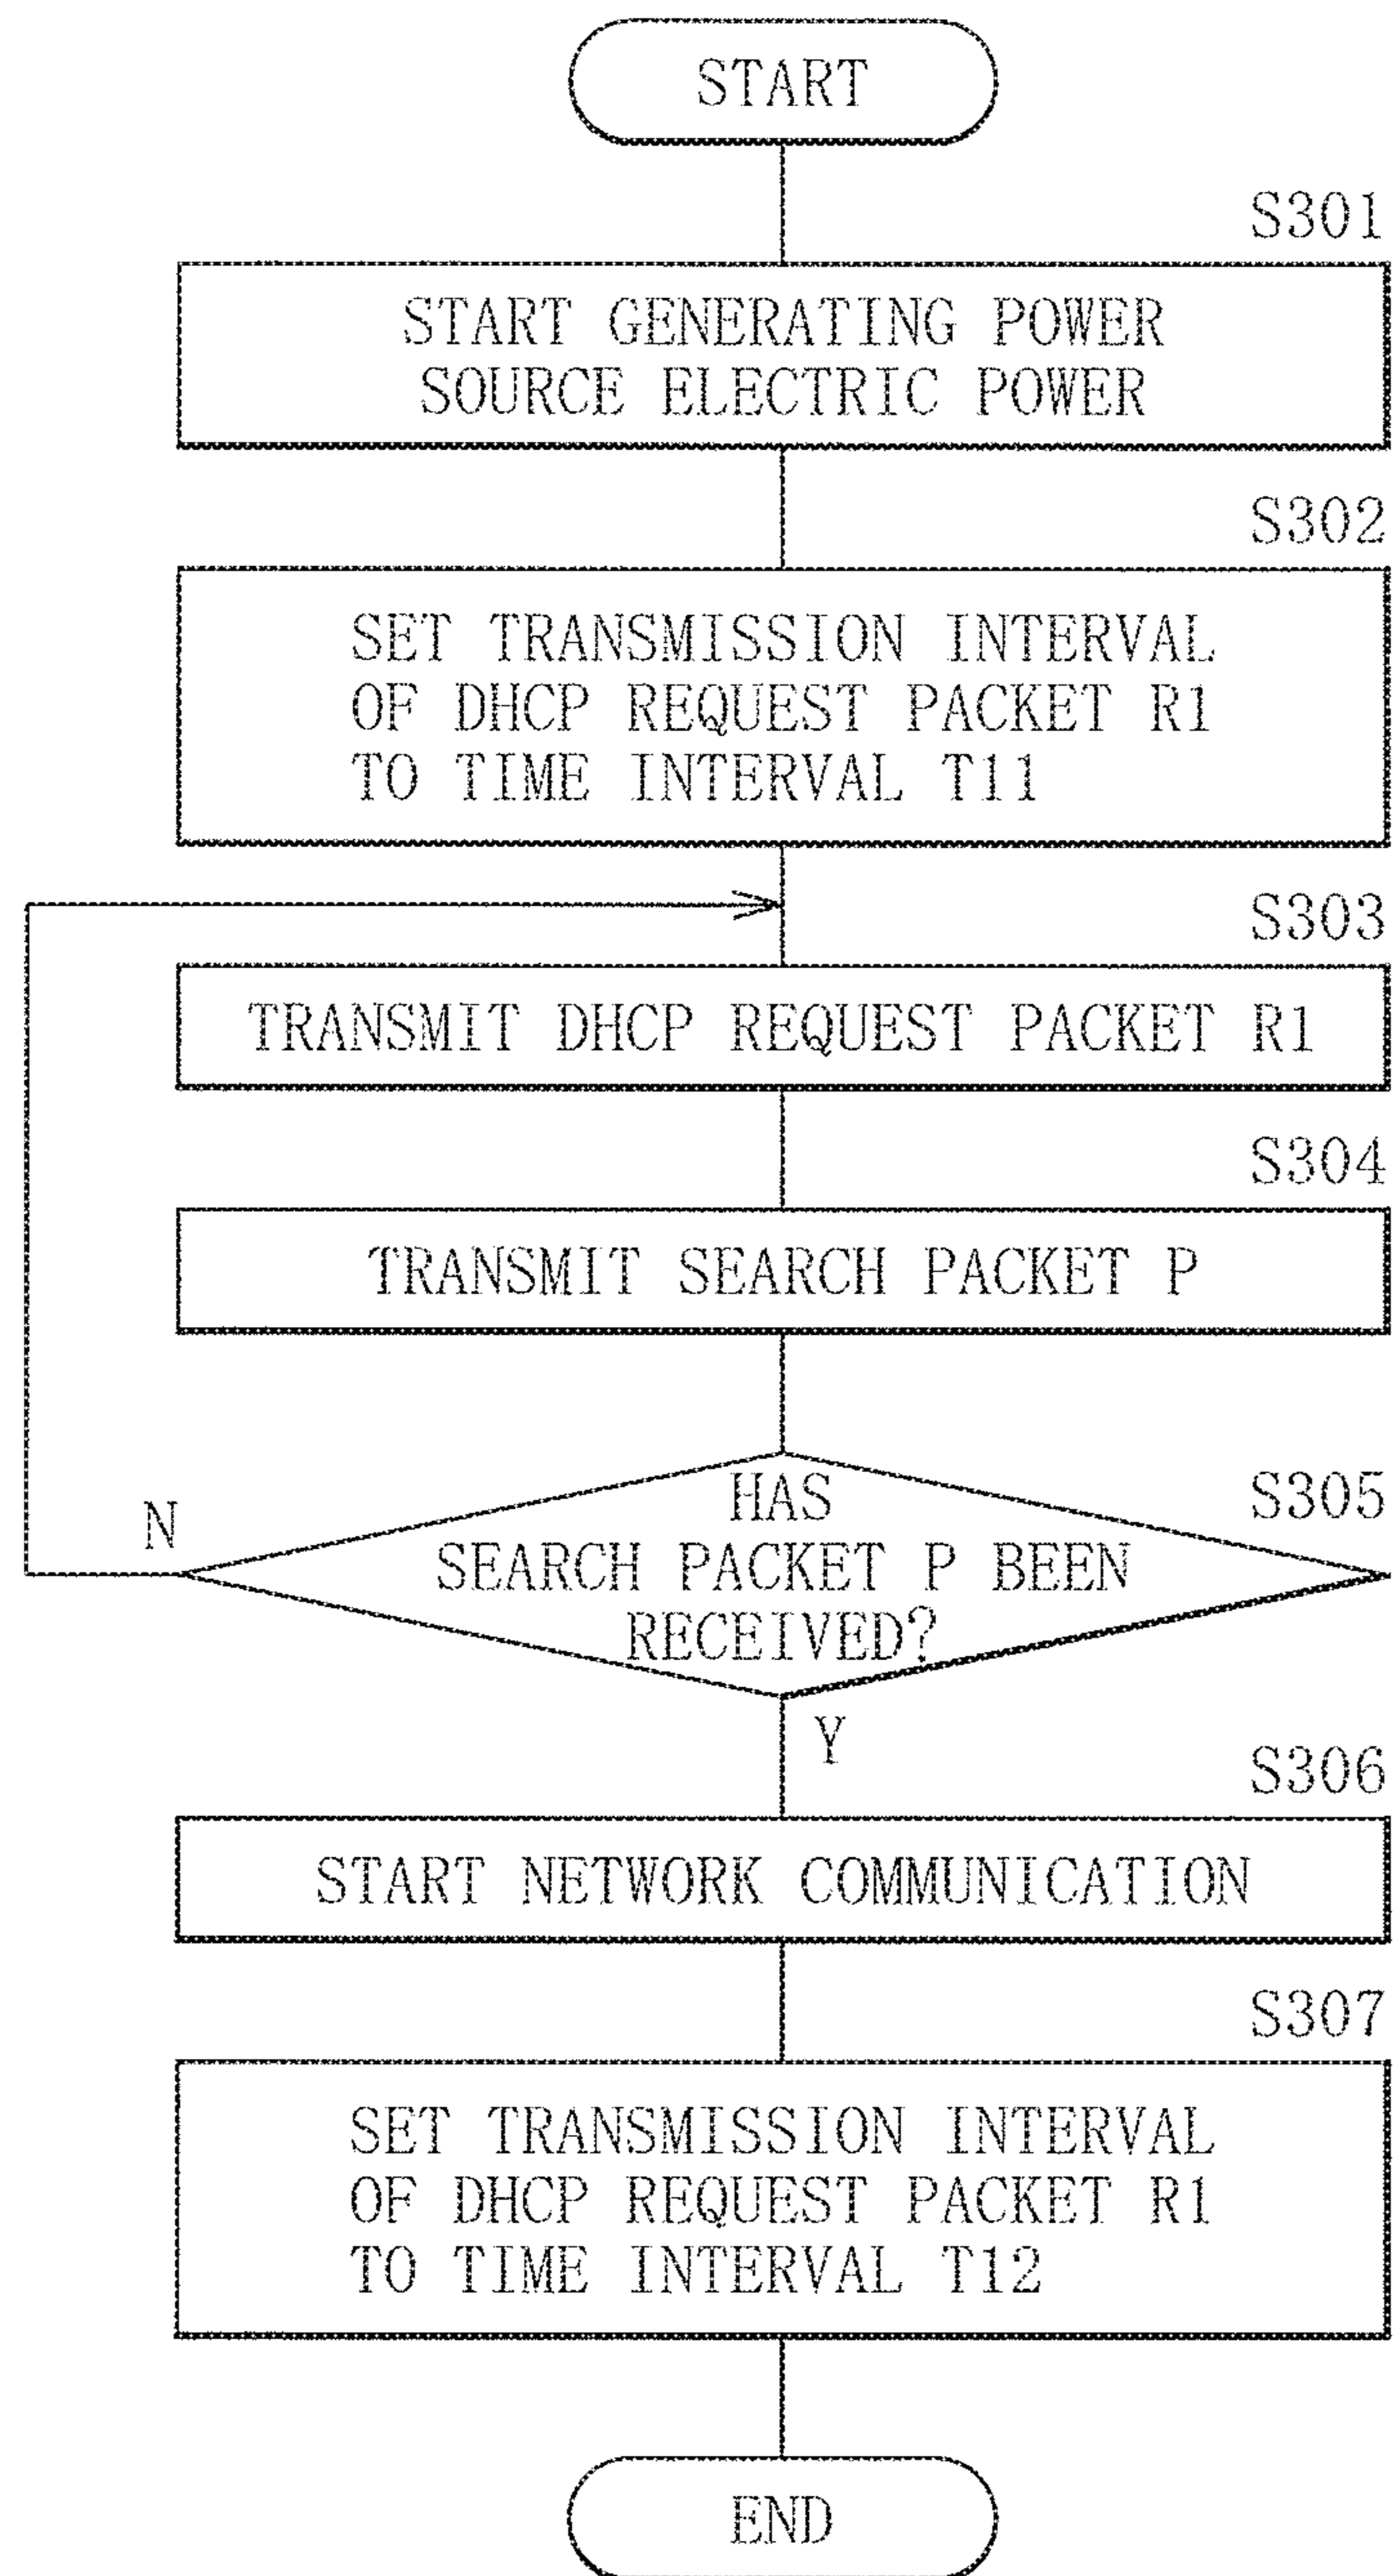 START
S301
START GENERATING POWER
SOURCE ELECTRIC POWER
S302
SET TRANSMISSION INTERVAL
OF DHCP REQUEST PACKET R1
TO TIME INTERVAL T11
S303
TRANSMIT DHCP REQUEST PACKET R1
S304
TRANSMIT SEARCH PACKET P
S305
HAS
SEARCH PACKET P BEEN
RECEIVED?
N
Y
S306
START NETWORK COMMUNICATION
S307
SET TRANSMISSION INTERVAL
OF DHCP REQUEST PACKET R1
TO TIME INTERVAL T12
END